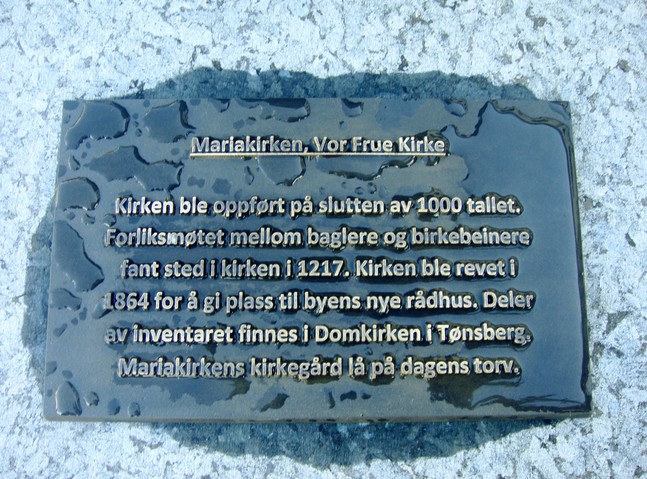 Mariakirken, Vor Frue Kirke
Kirken ble oppført på slutten av 1000 tallet.
Forliksmøtet mellom baglere og birkebeinere
fant sted i kirken i 1217. Kirken ble revet i
1864 for å gi plass til byens nye rådhus. Deler
av inventaret finnes i Domkirken i Tønsberg.
Mariakirkens kirkegård lå på dagens torv.